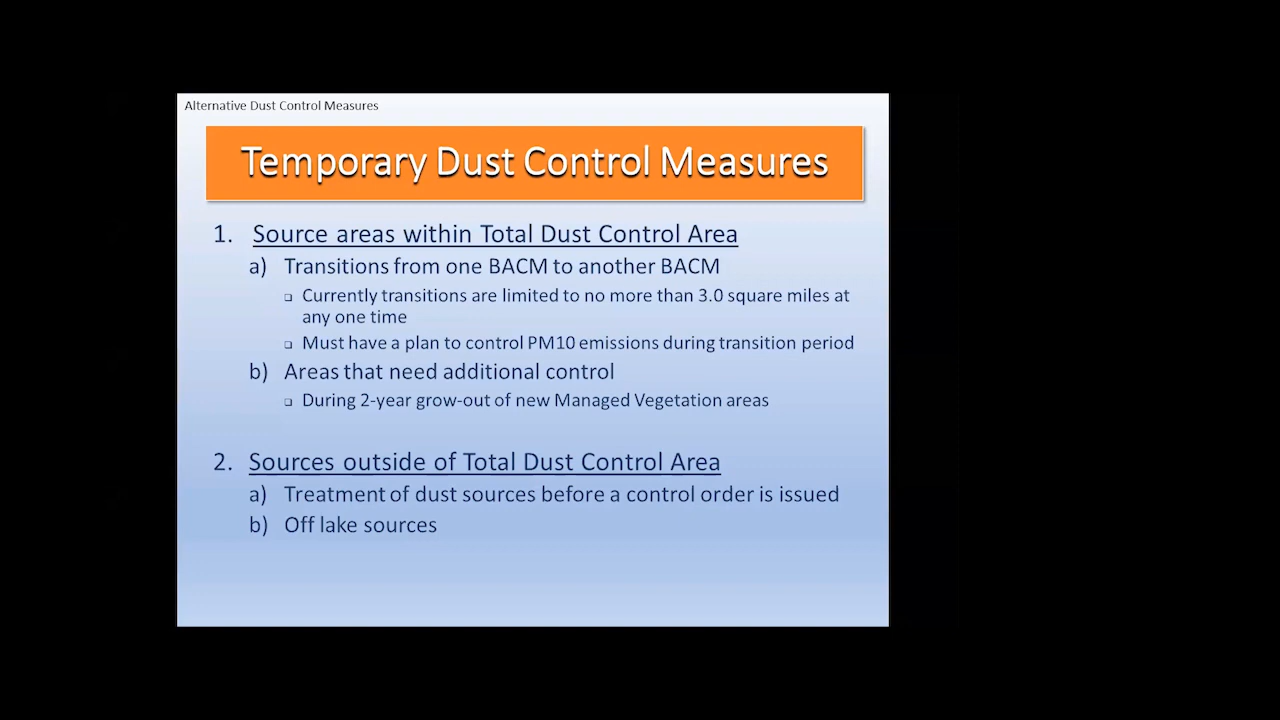 Alternative Dust Control Measures
Temporary Dust Control Measures
1. Source areas within Total Dust Control Area
a) Transitions from one BACM to another BACM
❑ Currently transitions are limited to no more than 3.0 square miles at
any one time
❑ Must have a plan to control PM10 emissions during transition period
b) Areas that need additional control
❑ During 2-year grow-out of new Managed Vegetation areas
2. Sources outside of Total Dust Control Area
a) Treatment of dust sources before a control order is issued
b) Off lake sources